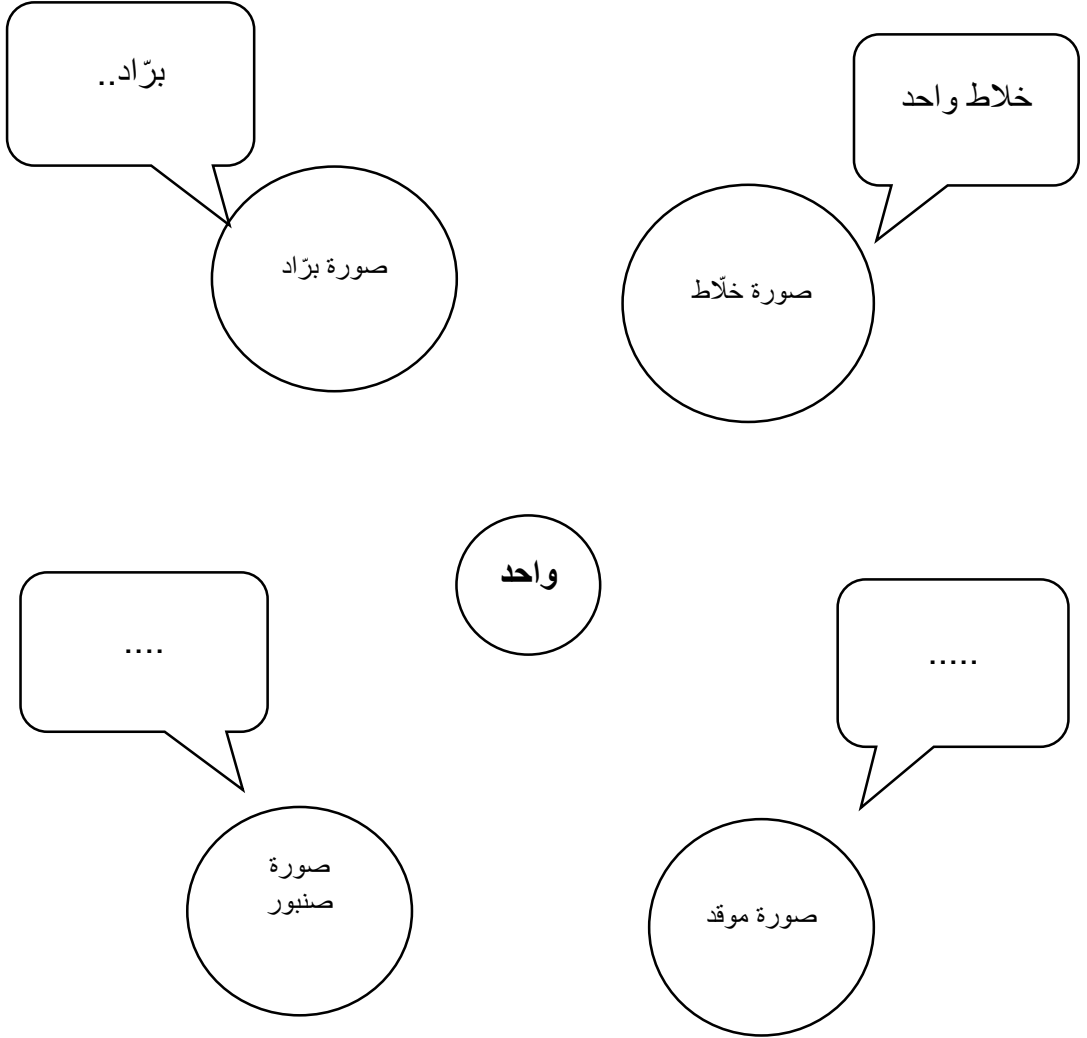 خلاط واحد
برّاد..
صورة خلّاط
صورة برّاد
واحد
.....
....
صورة موقد
صورة
صنبور